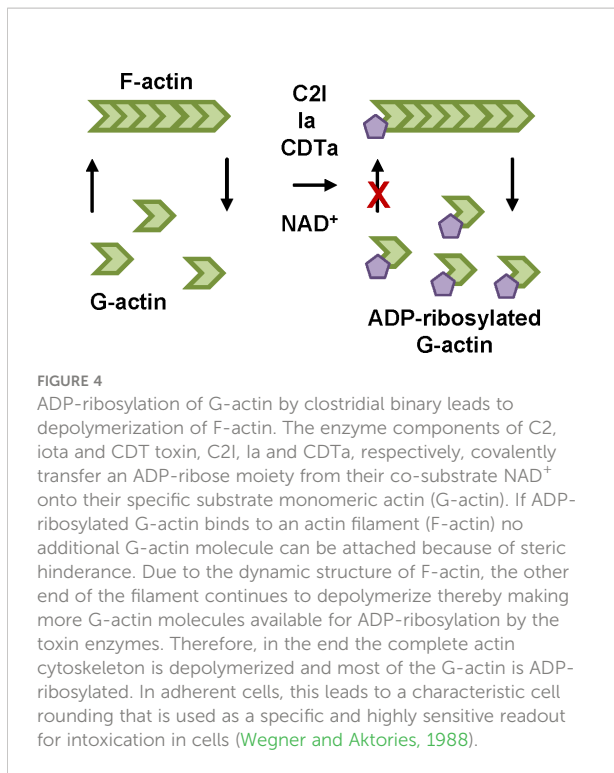 F-actin
C2I
Ia
CDTa
NAD⁺
X
G-actin
ADP-ribosylated
G-actin
FIGURE 4
ADP-ribosylation of G-actin by clostridial binary leads to
depolymerization of F-actin. The enzyme components of C2,
iota and CDT toxin, C2I, Ia and CDTa, respectively, covalently
transfer an ADP-ribose moiety from their co-substrate NAD⁺
onto their specific substrate monomeric actin (G-actin). If ADP-
ribosylated G-actin binds to an actin filament (F-actin) no
additional G-actin molecule can be attached because of steric
hinderance. Due to the dynamic structure of F-actin, the other
end of the filament continues to depolymerize thereby making
more G-actin molecules available for ADP-ribosylation by the
toxin enzymes. Therefore, in the end the complete actin
cytoskeleton is depolymerized and most of the G-actin is ADP-
ribosylated. In adherent cells, this leads to a characteristic cell
rounding that is used as a specific and highly sensitive readout
for intoxication in cells (Wegner and Aktories, 1988).